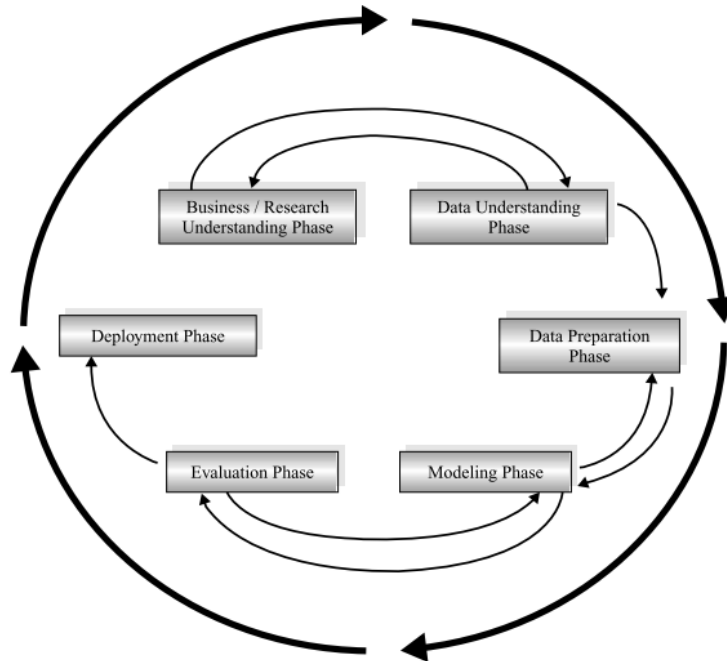 Business / Research
Understanding Phase
Data Understanding
Phase
Deployment Phase
Data Preparation
Phase
Evaluation Phase
Modeling Phase